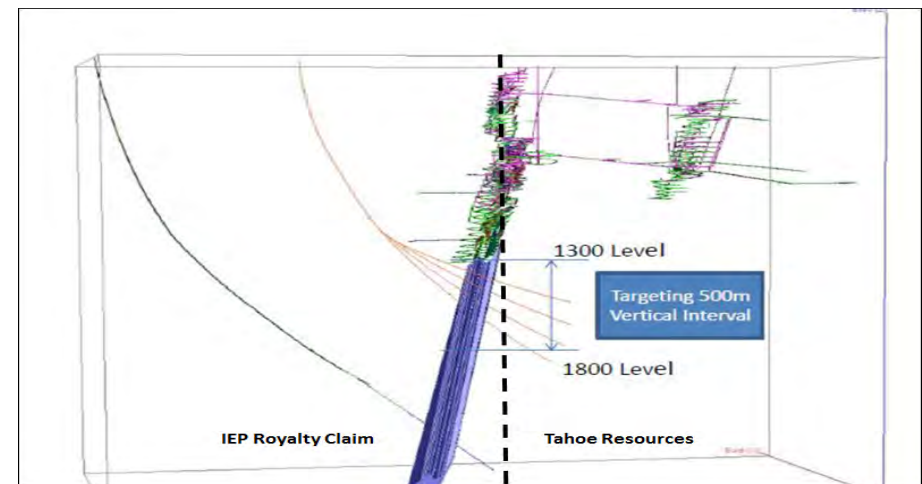 1300 Level
Targeting 500m
Vertical Interval
1800 Level
IEP Royalty Claim
Tahoe Resources